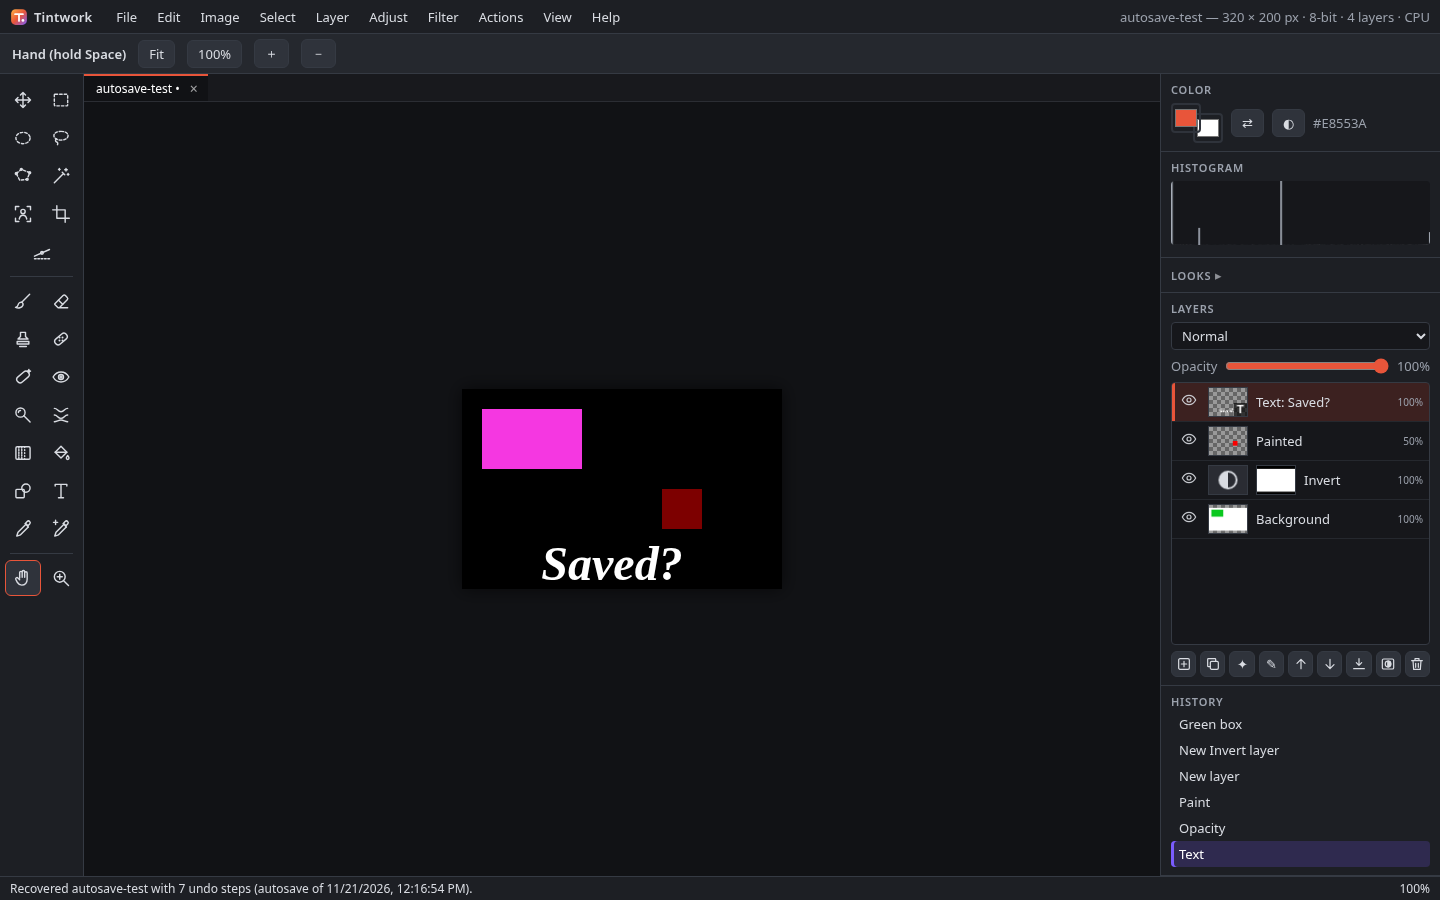 Tintwork File Edit Image Select Layer Adjust Filter Actions View Help autosave-test — 320 × 200 px · 8-bit · 4 layers · CPU
Hand (hold Space) Fit 100% + −
autosave-test • ×
COLOR
#E8553A
HISTOGRAM
LOOKS ▸
LAYERS
Normal
Opacity 100%
T Text: Saved? 100%
Painted 50%
Invert 100%
Background 100%
Saved?
HISTORY
Green box
New Invert layer
New layer
Paint
Opacity
Text
Recovered autosave-test with 7 undo steps (autosave of 11/21/2026, 12:16:54 PM). 100%